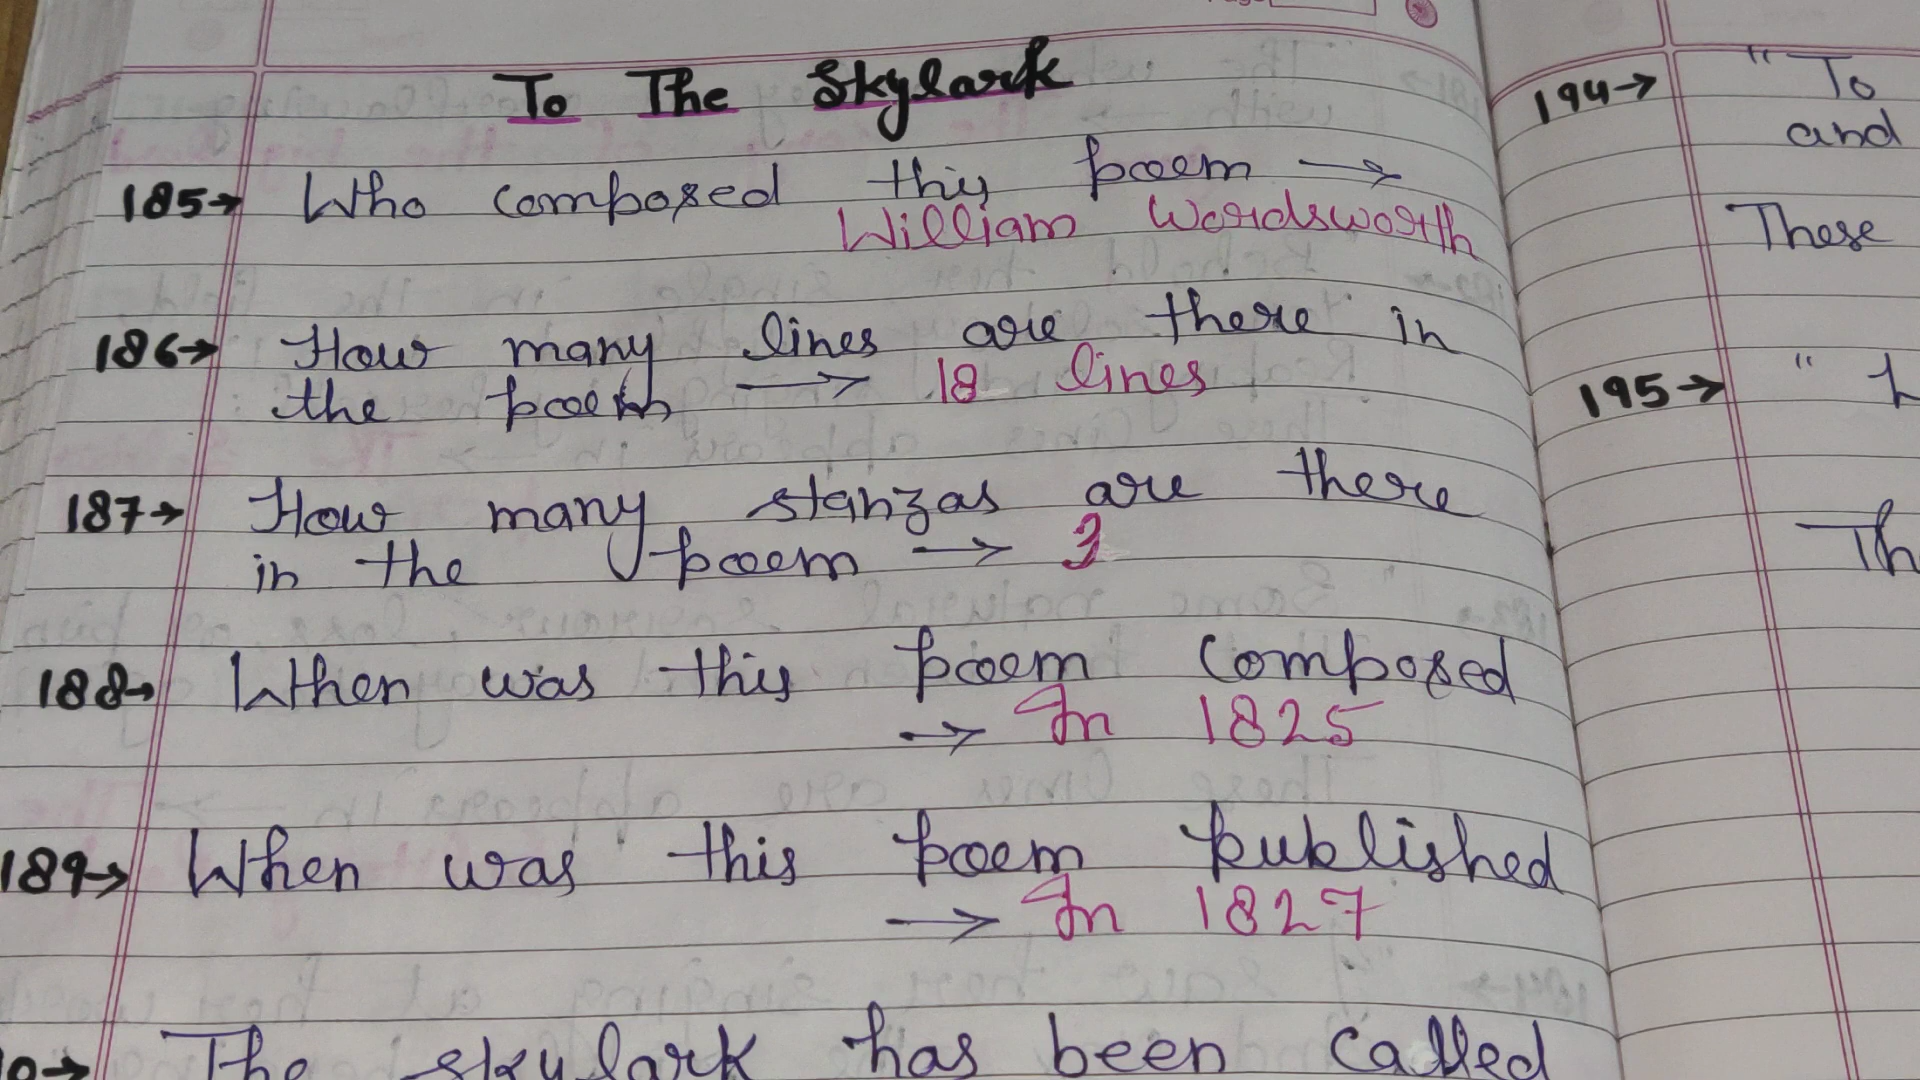 To The Skylark
185→ Who composed this poem →
William Wordsworth
186→ How many lines are there in
the poem → 18 lines
187→ How many stanzas are there
in the poem → 3
188→ When was this poem composed
→ In 1825
189→ When was this poem published
→ In 1827
The skylark has been called
194→ " To
and
These
195→ "
Th